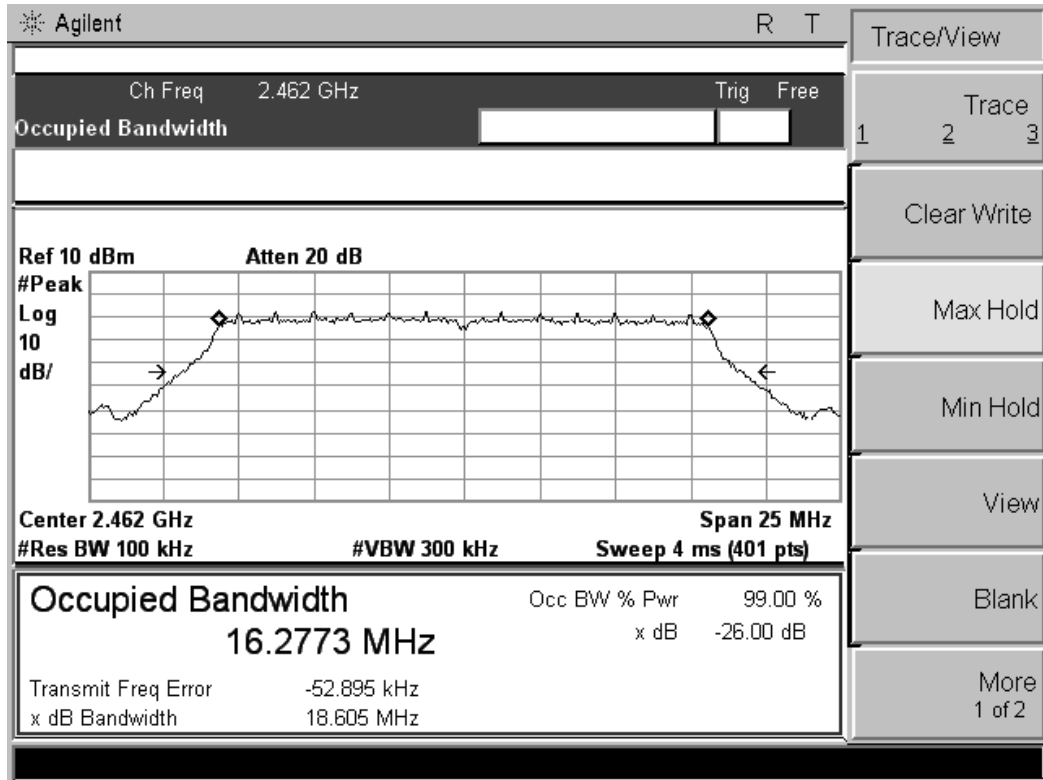 Agilent R T
Trace/View
Ch Freq 2.462 GHz Trig Free
Occupied Bandwidth
Trace
1 2 3
Clear Write
Ref 10 dBm Atten 20 dB
#Peak
Log
10
dB/
Max Hold
Min Hold
View
Center 2.462 GHz Span 25 MHz
#Res BW 100 kHz #VBW 300 kHz Sweep 4 ms (401 pts)
Occupied Bandwidth Occ BW % Pwr 99.00 %
16.2773 MHz x dB -26.00 dB
Transmit Freq Error -52.895 kHz
x dB Bandwidth 18.605 MHz
Blank
More
1 of 2